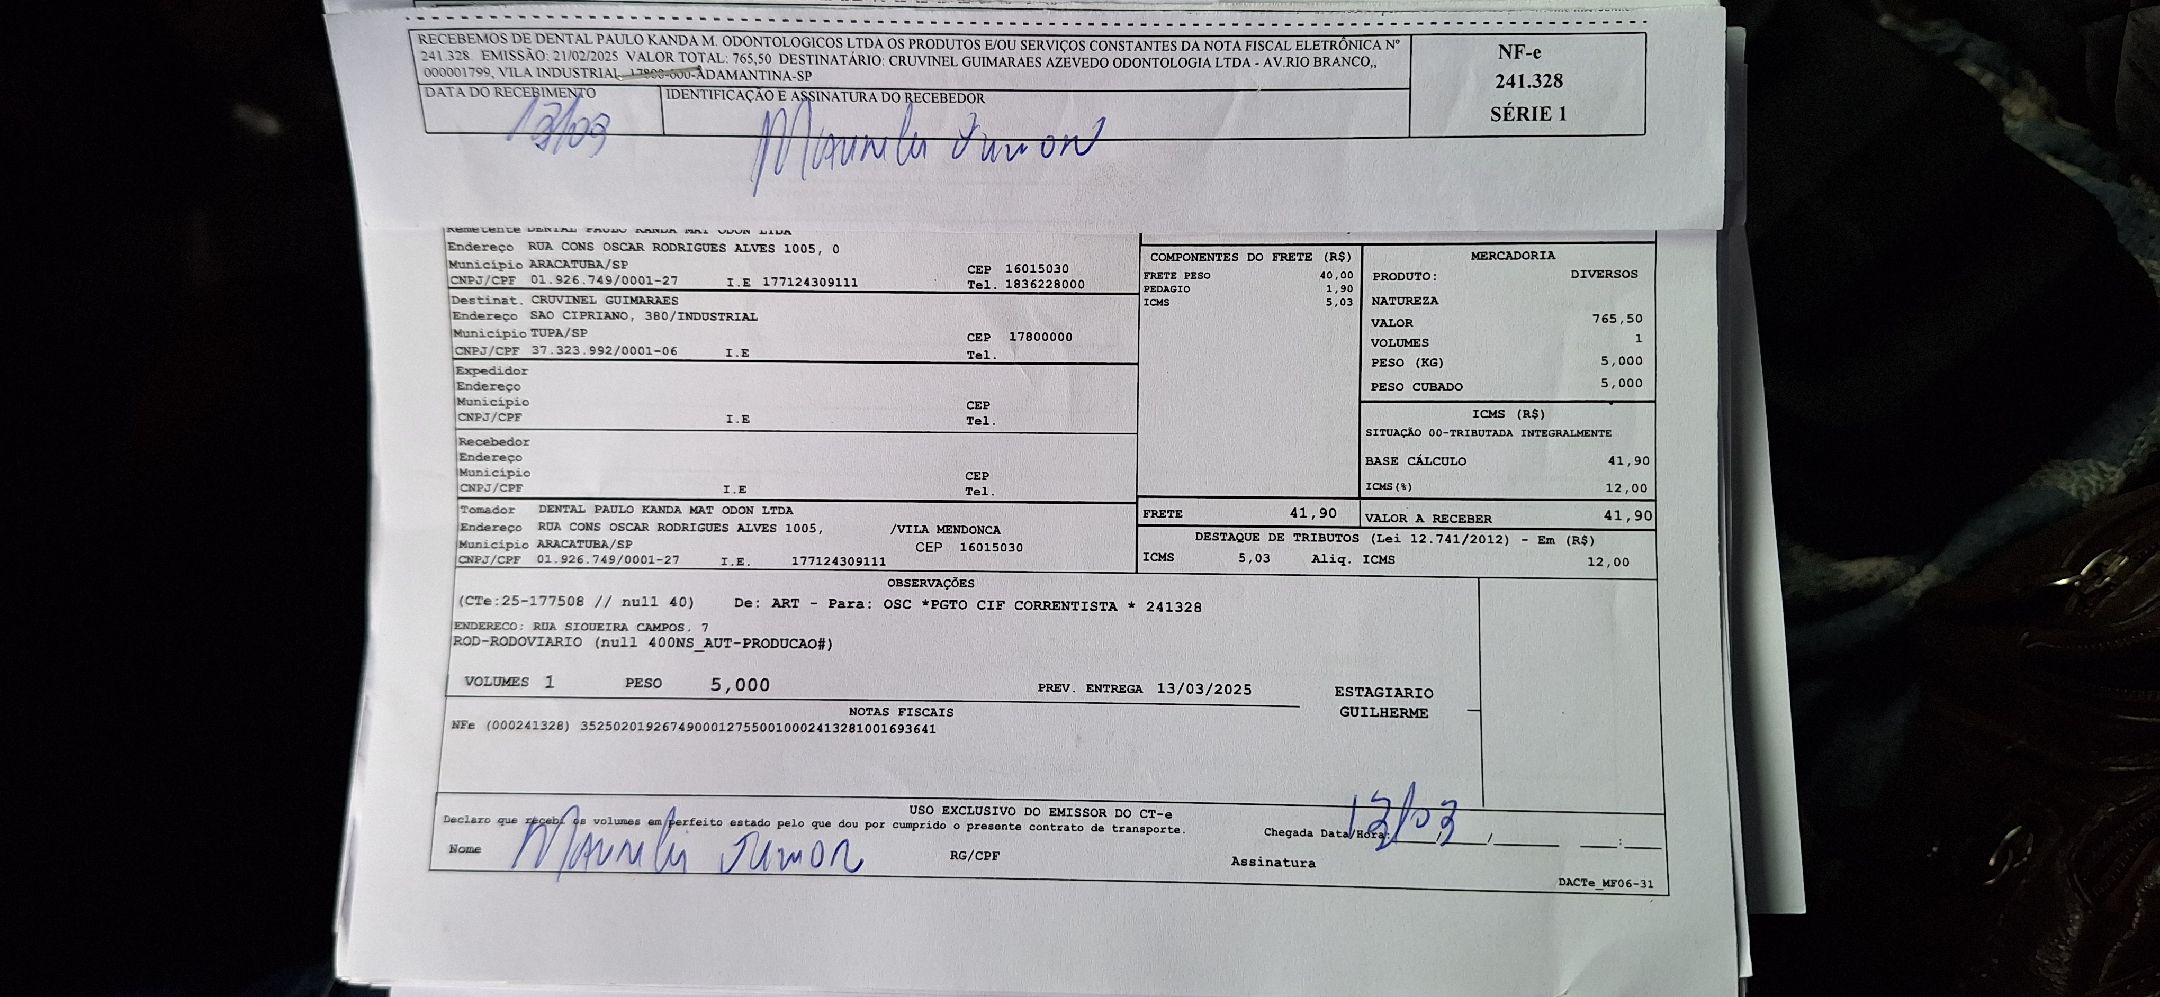 RECEBEMOS DE DENTAL PAULO KANDA M. ODONTOLOGICOS LTDA OS PRODUTOS E/OU SERVIÇOS CONSTANTES DA NOTA FISCAL ELETRÔNICA Nº
241.328. EMISSÃO: 21/02/2025 VALOR TOTAL: 765,50 DESTINATÁRIO: CRUVINEL GUIMARAES AZEVEDO ODONTOLOGIA LTDA - AV.RIO BRANCO,,
000001799, VILA INDUSTRIAL, 17800-000-ADAMANTINA-SP
NF-e
241.328
SÉRIE 1
DATA DO RECEBIMENTO
IDENTIFICAÇÃO E ASSINATURA DO RECEBEDOR
13/03
Junior
Remetente DENTAL PAULO KANDA MAT ODON LTDA
Endereço RUA CONS OSCAR RODRIGUES ALVES 1005, 0
Município ARACATUBA/SP CEP 16015030
CNPJ/CPF 01.926.749/0001-27 I.E 177124309111 Tel. 1836228000
Destinat. CRUVINEL GUIMARAES
Endereço SAO CIPRIANO, 380/INDUSTRIAL
Município TUPA/SP CEP 17800000
CNPJ/CPF 37.323.992/0001-06 I.E Tel.
Expedidor
Endereço
Município CEP
CNPJ/CPF I.E Tel.
Recebedor
Endereço
Município CEP
CNPJ/CPF I.E Tel.
Tomador DENTAL PAULO KANDA MAT ODON LTDA
Endereço RUA CONS OSCAR RODRIGUES ALVES 1005, /VILA MENDONCA
Município ARACATUBA/SP CEP 16015030
CNPJ/CPF 01.926.749/0001-27 I.E. 177124309111
COMPONENTES DO FRETE (R$)
FRETE PESO 40,00
PEDAGIO 1,90
ICMS 5,03
MERCADORIA
PRODUTO: DIVERSOS
NATUREZA
VALOR 765,50
VOLUMES 1
PESO (KG) 5,000
PESO CUBADO 5,000
ICMS (R$)
SITUAÇÃO 00-TRIBUTADA INTEGRALMENTE
BASE CÁLCULO 41,90
ICMS(%) 12,00
FRETE 41,90
VALOR A RECEBER 41,90
DESTAQUE DE TRIBUTOS (Lei 12.741/2012) - Em (R$)
ICMS 5,03 Aliq. ICMS 12,00
OBSERVAÇÕES
(CTe:25-177508 // null 40) De: ART - Para: OSC *PGTO CIF CORRENTISTA * 241328
ENDERECO: RUA SIQUEIRA CAMPOS. 7
ROD-RODOVIARIO (null 400NS_AUT-PRODUCAO#)
VOLUMES 1 PESO 5,000 PREV. ENTREGA 13/03/2025
ESTAGIARIO
GUILHERME
NOTAS FISCAIS
NFe (000241328) 35250201926749000127550010002413281001693641
USO EXCLUSIVO DO EMISSOR DO CT-e
Declaro que recebi os volumes em perfeito estado pelo que dou por cumprido o presente contrato de transporte.
Chegada Data/Hora: 13/03
Nome Junior RG/CPF Assinatura
DACTe_MF06-31